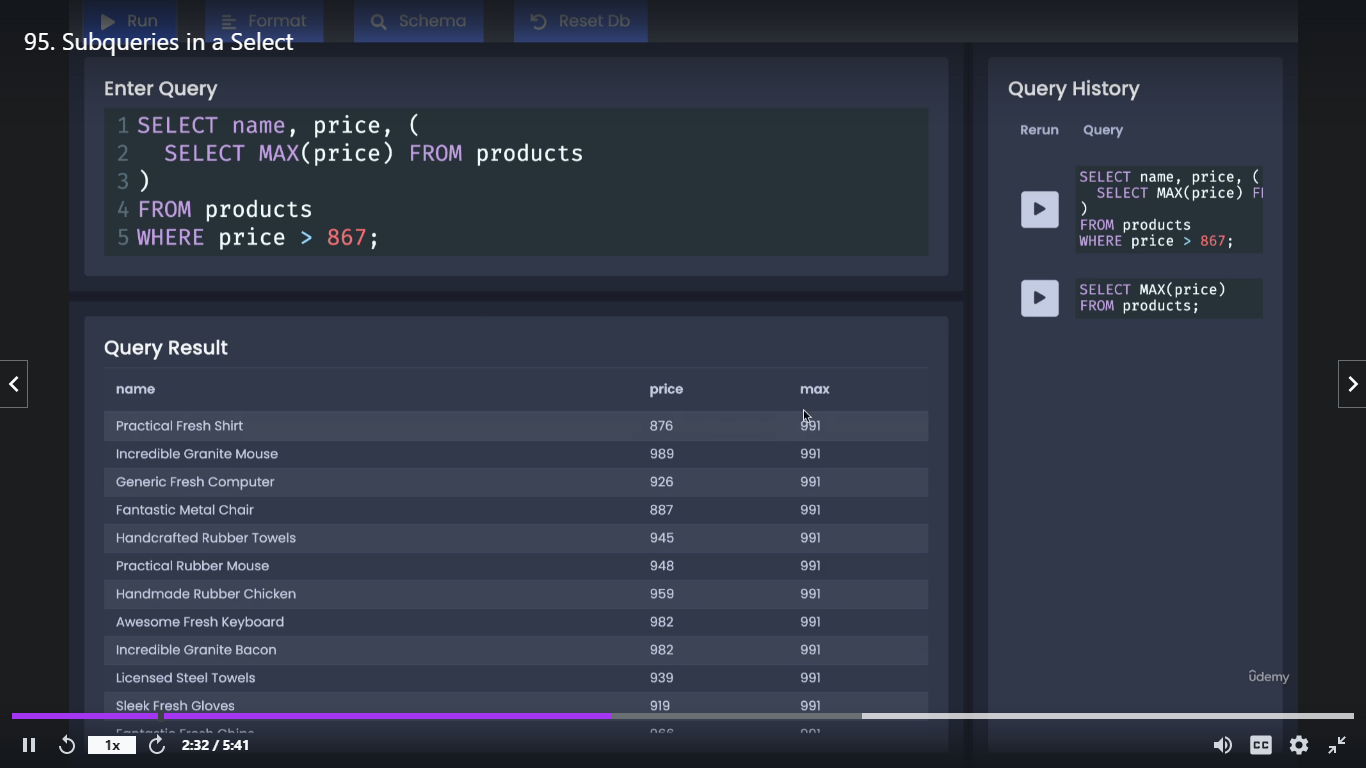 Run Format Schema Reset Db
95. Subqueries in a Select
Enter Query
1 SELECT name, price, (
2 SELECT MAX(price) FROM products
3 )
4 FROM products
5 WHERE price > 867;
Query History
Rerun Query
SELECT name, price, (
SELECT MAX(price)
)
FROM products
WHERE price > 867;
SELECT MAX(price)
FROM products;
Query Result
name price max
Practical Fresh Shirt 876 991
Incredible Granite Mouse 989 991
Generic Fresh Computer 926 991
Fantastic Metal Chair 887 991
Handcrafted Rubber Towels 945 991
Practical Rubber Mouse 948 991
Handmade Rubber Chicken 959 991
Awesome Fresh Keyboard 982 991
Incredible Granite Bacon 982 991
Licensed Steel Towels 939 991
Sleek Fresh Gloves 919 991
udemy
1x 2:32 / 5:41 CC